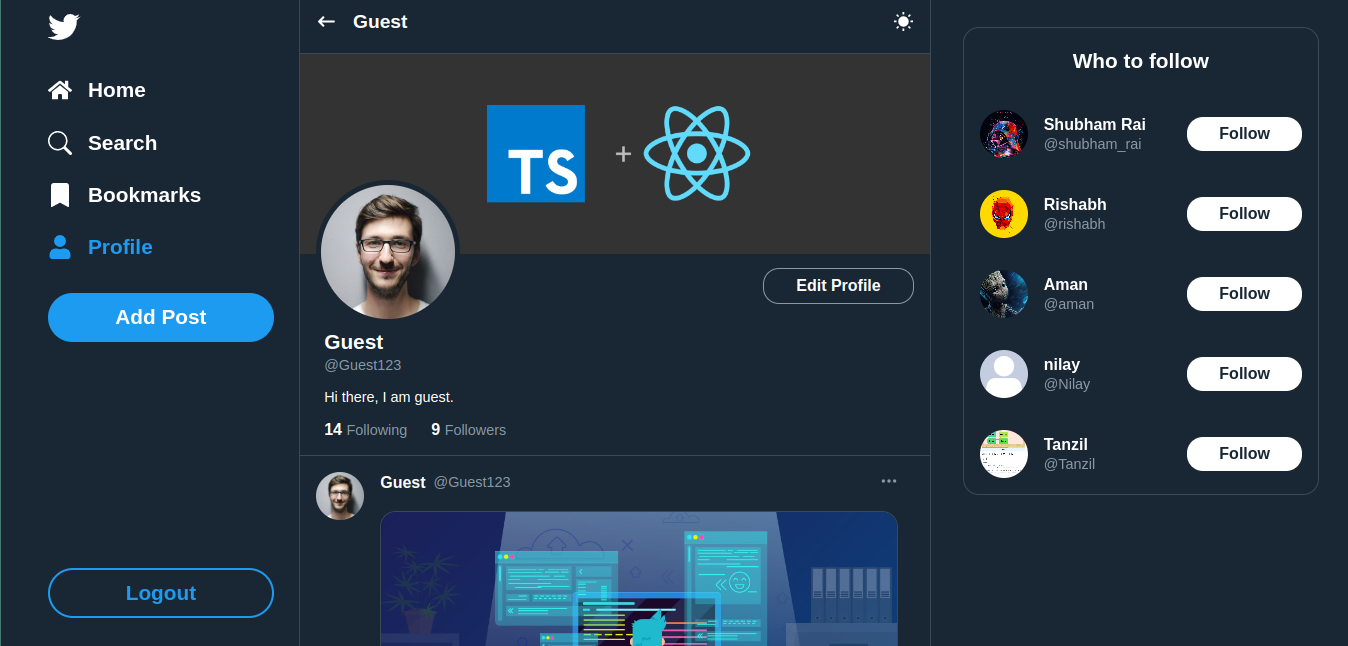 Home
Search
Bookmarks
Profile
Add Post
Logout
Guest
TS
+
Edit Profile
Guest
@Guest123
Hi there, I am guest.
14 Following 9 Followers
Guest @Guest123
Who to follow
Shubham Rai
@shubham_rai
Follow
Rishabh
@rishabh
Follow
Aman
@aman
Follow
nilay
@Nilay
Follow
Tanzil
@Tanzil
Follow